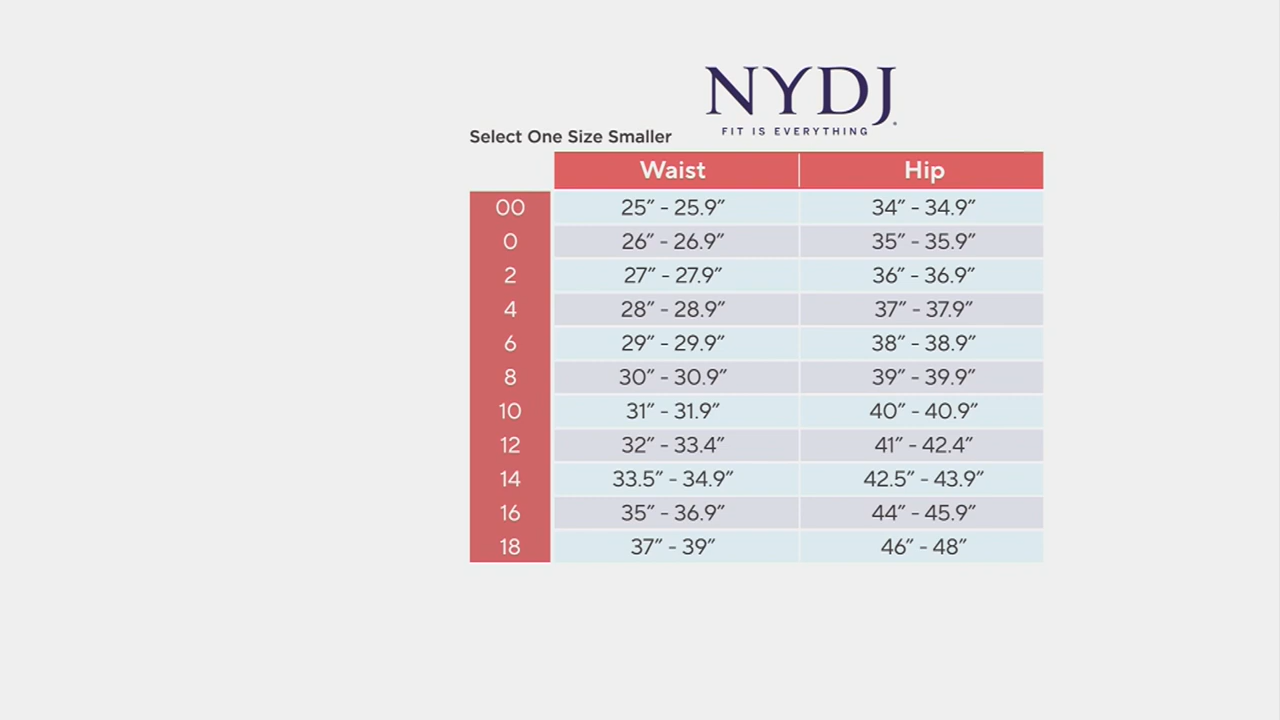 NYDJ
FIT IS EVERYTHING
Select One Size Smaller
Waist Hip
00 25” - 25.9” 34” - 34.9”
0 26” - 26.9” 35” - 35.9”
2 27” - 27.9” 36” - 36.9”
4 28” - 28.9” 37” - 37.9”
6 29” - 29.9” 38” - 38.9”
8 30” - 30.9” 39” - 39.9”
10 31” - 31.9” 40” - 40.9”
12 32” - 33.4” 41” - 42.4”
14 33.5” - 34.9” 42.5” - 43.9”
16 35” - 36.9” 44” - 45.9”
18 37” - 39” 46” - 48”